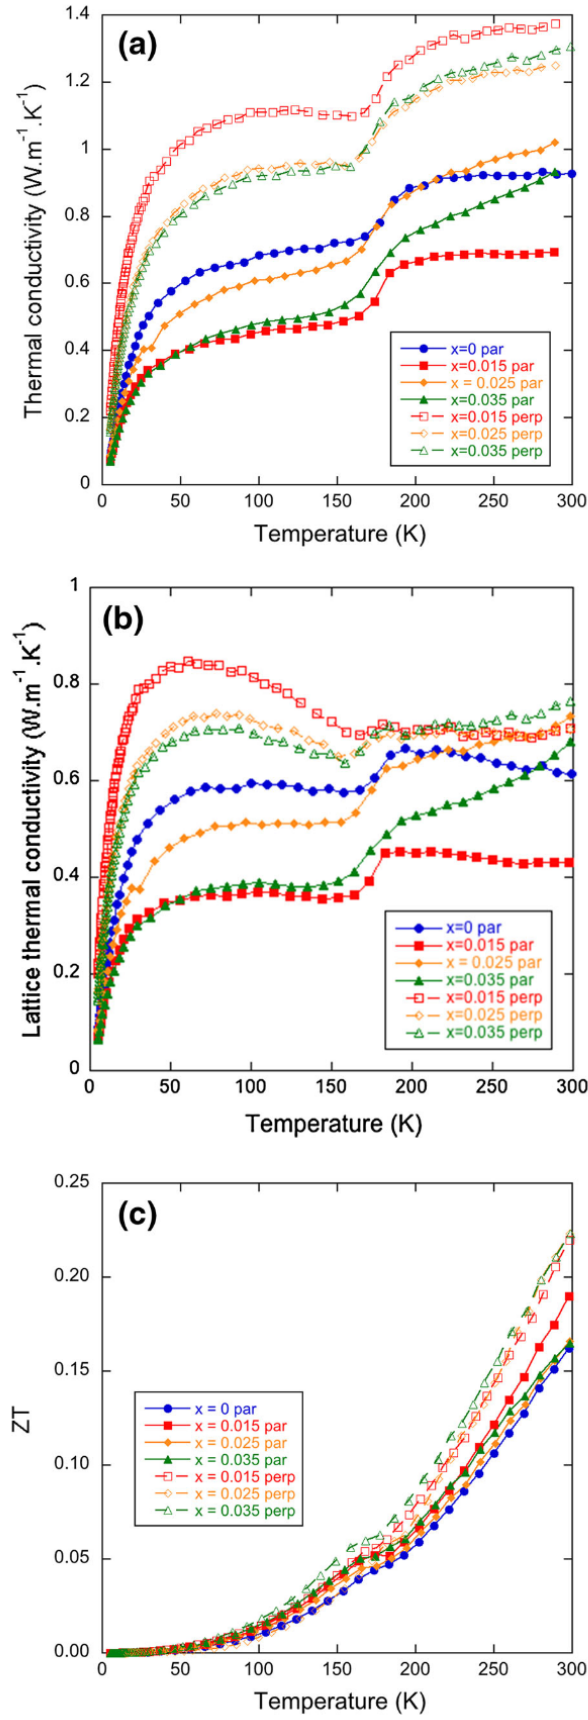 (a)
Thermal conductivity (W.m⁻¹.K⁻¹)
1.4
1.2
1
0.8
0.6
0.4
0.2
0
x=0 par
x=0.015 par
x = 0.025 par
x=0.035 par
x=0.015 perp
x=0.025 perp
x=0.035 perp
0 50 100 150 200 250 300
Temperature (K)
(b)
Lattice thermal conductivity (W.m⁻¹.K⁻¹)
1
0.8
0.6
0.4
0.2
0
x=0 par
x=0.015 par
x = 0.025 par
x=0.035 par
x=0.015 perp
x=0.025 perp
x=0.035 perp
0 50 100 150 200 250 300
Temperature (K)
(c)
ZT
0.25
0.20
0.15
0.10
0.05
0.00
x = 0 par
x = 0.015 par
x = 0.025 par
x = 0.035 par
x = 0.015 perp
x = 0.025 perp
x = 0.035 perp
0 50 100 150 200 250 300
Temperature (K)